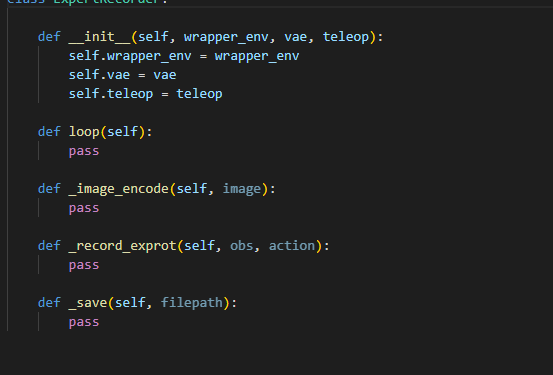 class ExpertRecorder:
def __init__(self, wrapper_env, vae, teleop):
self.wrapper_env = wrapper_env
self.vae = vae
self.teleop = teleop
def loop(self):
pass
def _image_encode(self, image):
pass
def _record_exprot(self, obs, action):
pass
def _save(self, filepath):
pass